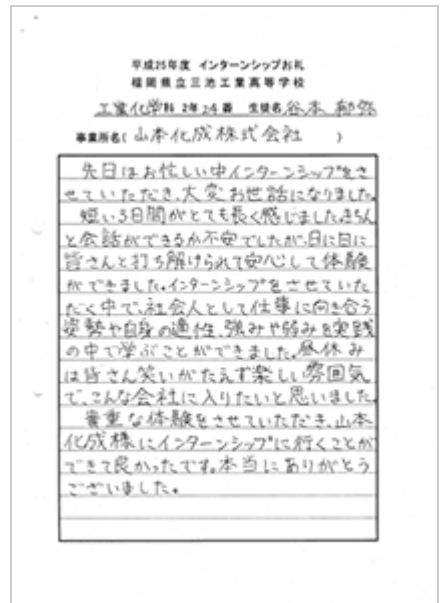 平成25年度 インターンシップお礼
福岡県立三池工業高等学校
工業化学科 2年 24番 生徒名 谷本 郁弥
事業所名( 山本化成株式会社 )
先日はお忙しい中インターンシップをさ
せていただき、大変お世話になりました。
短い3日間がとても長く感じました。きちん
と会話ができるか不安でしたが、日に日に
皆さんと打ち解けられて安心して体験
ができました。インターンシップをさせていた
だく中で、社会人として仕事に向き合う
姿勢や自身の適性、強みや弱みを実践
の中で学ぶことができました。昼休み
は皆さん笑いがたえず楽しい雰囲気
で、こんな会社に入りたいと思いました。
貴重な体験をさせていただき、山本
化成様にインターンシップに行くことが
できて良かったです。本当にありがとう
ございました。